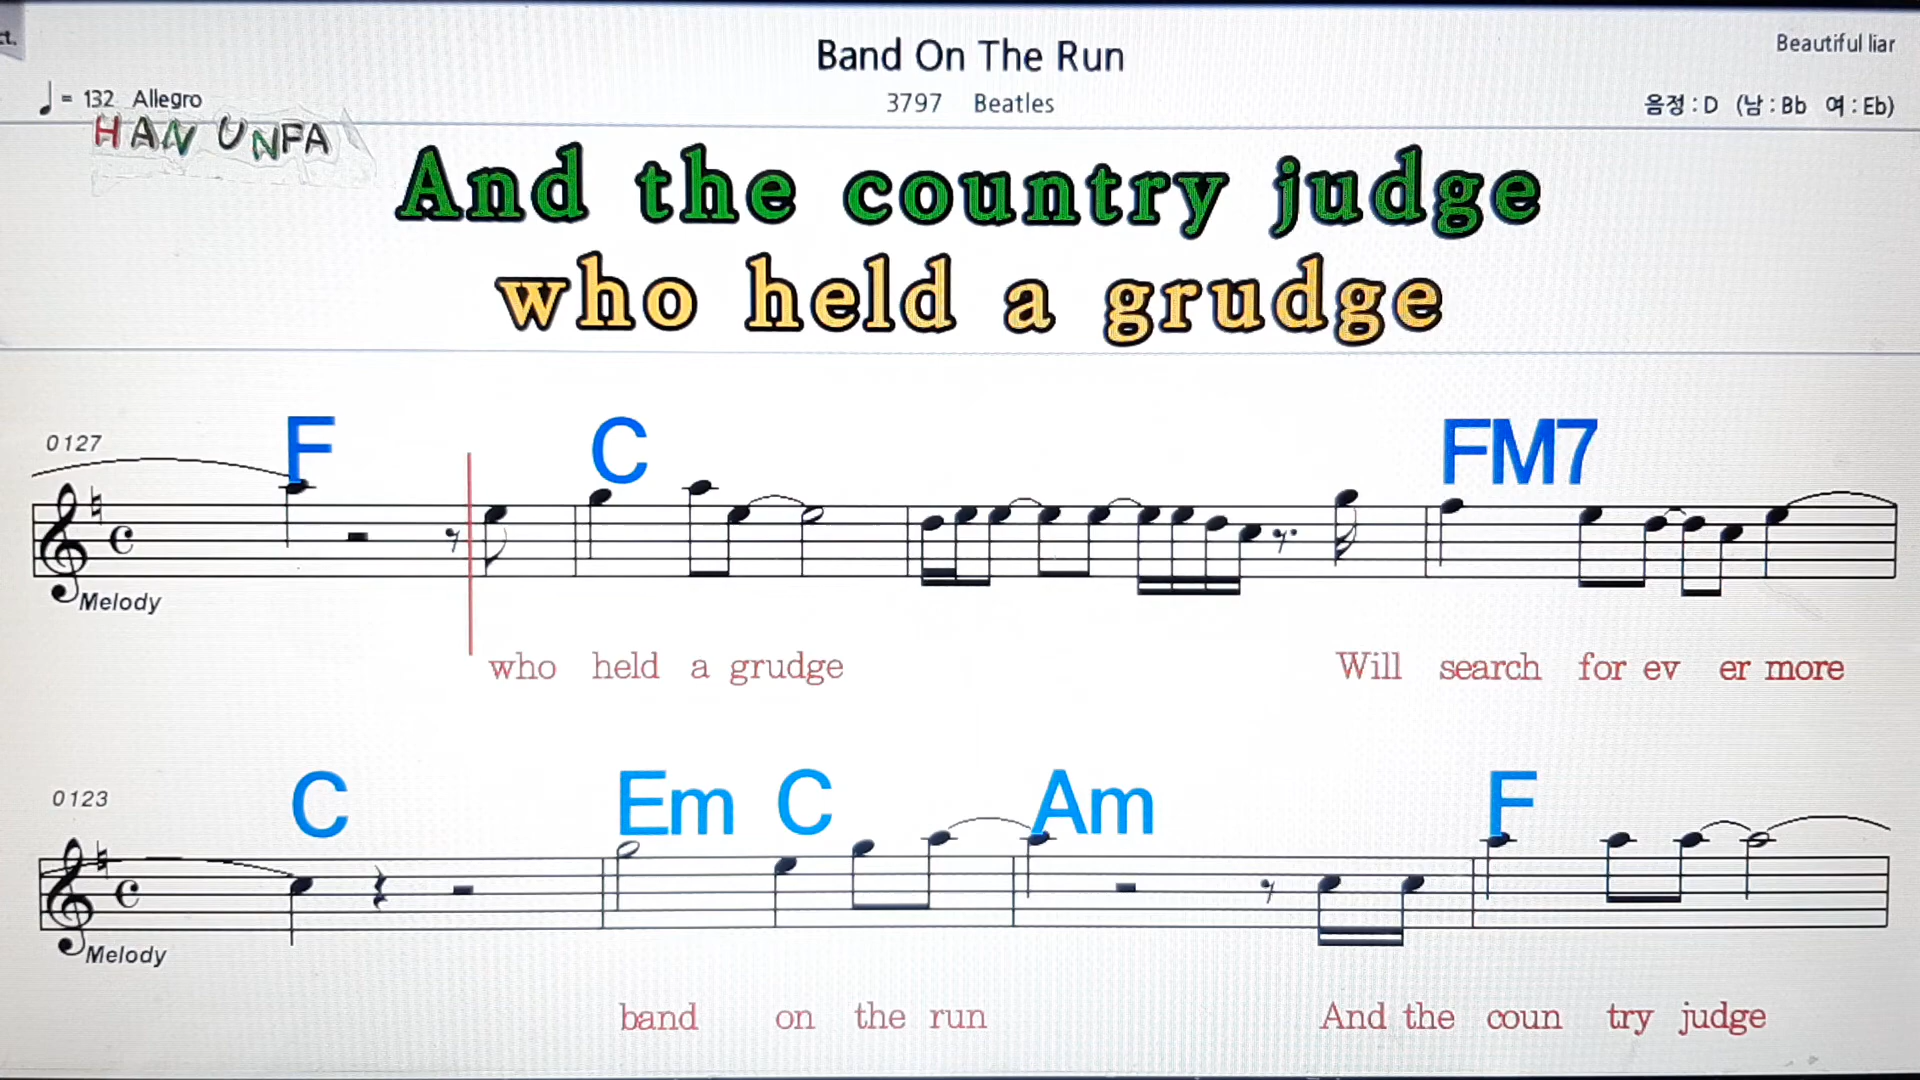 ct.
Band On The Run
Beautiful liar
♩ = 132 Allegro
3797 Beatles
음정 : D (남 : Bb 여 : Eb)
HAN UNFA
And the country judge
who held a grudge
0127
F C FM7
Melody
who held a grudge Will search for ev er more
0123
C Em C Am F
Melody
band on the run And the coun try judge